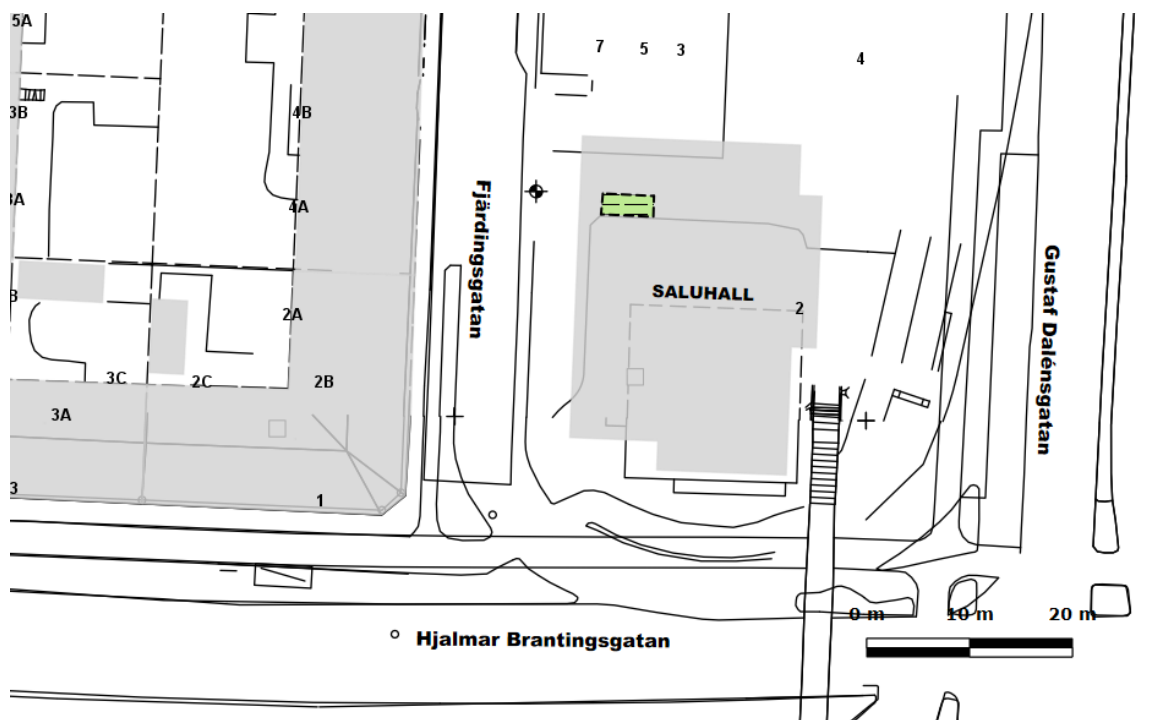 5A
7
5
3
4
3B
4B
3A
4A
Fjärdingsgatan
Gustaf Dalénsgatan
SALUHALL
B
2
2A
3C
2C
2B
3A
3
1
0 m
10 m
20 m
Hjalmar Brantingsgatan